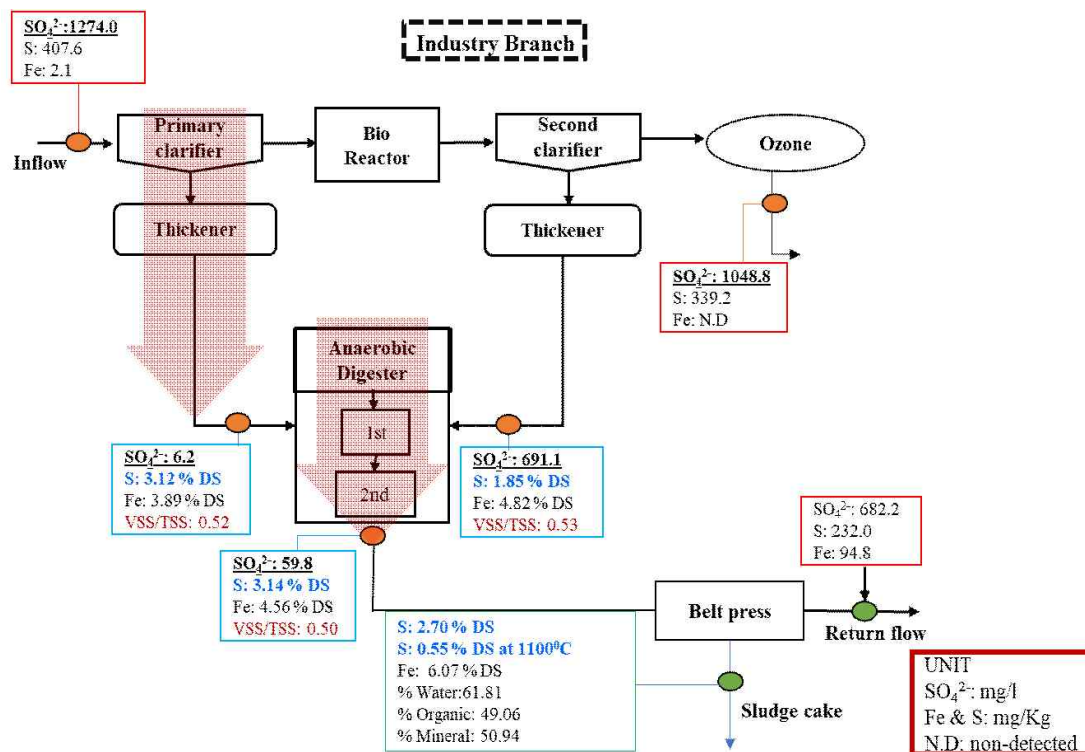 SO₄²⁻:1274.0
S: 407.6
Fe: 2.1
Industry Branch
Inflow
Primary
clarifier
Bio
Reactor
Second
clarifier
Ozone
Thickener
Thickener
SO₄²⁻: 1048.8
S: 339.2
Fe: N.D
Anaerobic
Digester
1st
2nd
SO₄²⁻: 6.2
S: 3.12 % DS
Fe: 3.89 % DS
VSS/TSS: 0.52
SO₄²⁻: 691.1
S: 1.85 % DS
Fe: 4.82 % DS
VSS/TSS: 0.53
SO₄²⁻: 59.8
S: 3.14 % DS
Fe: 4.56 % DS
VSS/TSS: 0.50
SO₄²⁻: 682.2
S: 232.0
Fe: 94.8
Belt press
Return flow
S: 2.70 % DS
S: 0.55 % DS at 1100⁰C
Fe: 6.07 % DS
% Water:61.81
% Organic: 49.06
% Mineral: 50.94
Sludge cake
UNIT
SO₄²⁻: mg/l
Fe & S: mg/Kg
N.D: non-detected